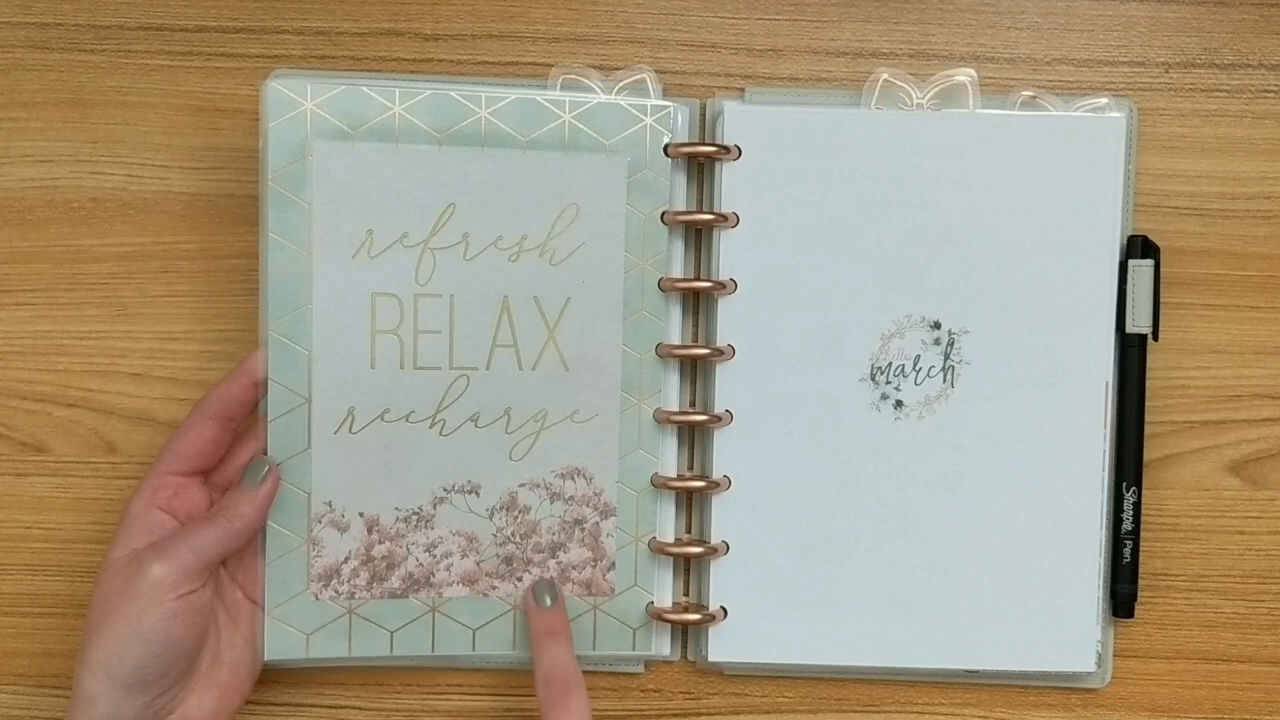 refresh
RELAX
recharge
hello
march
Sharpie. Pen.